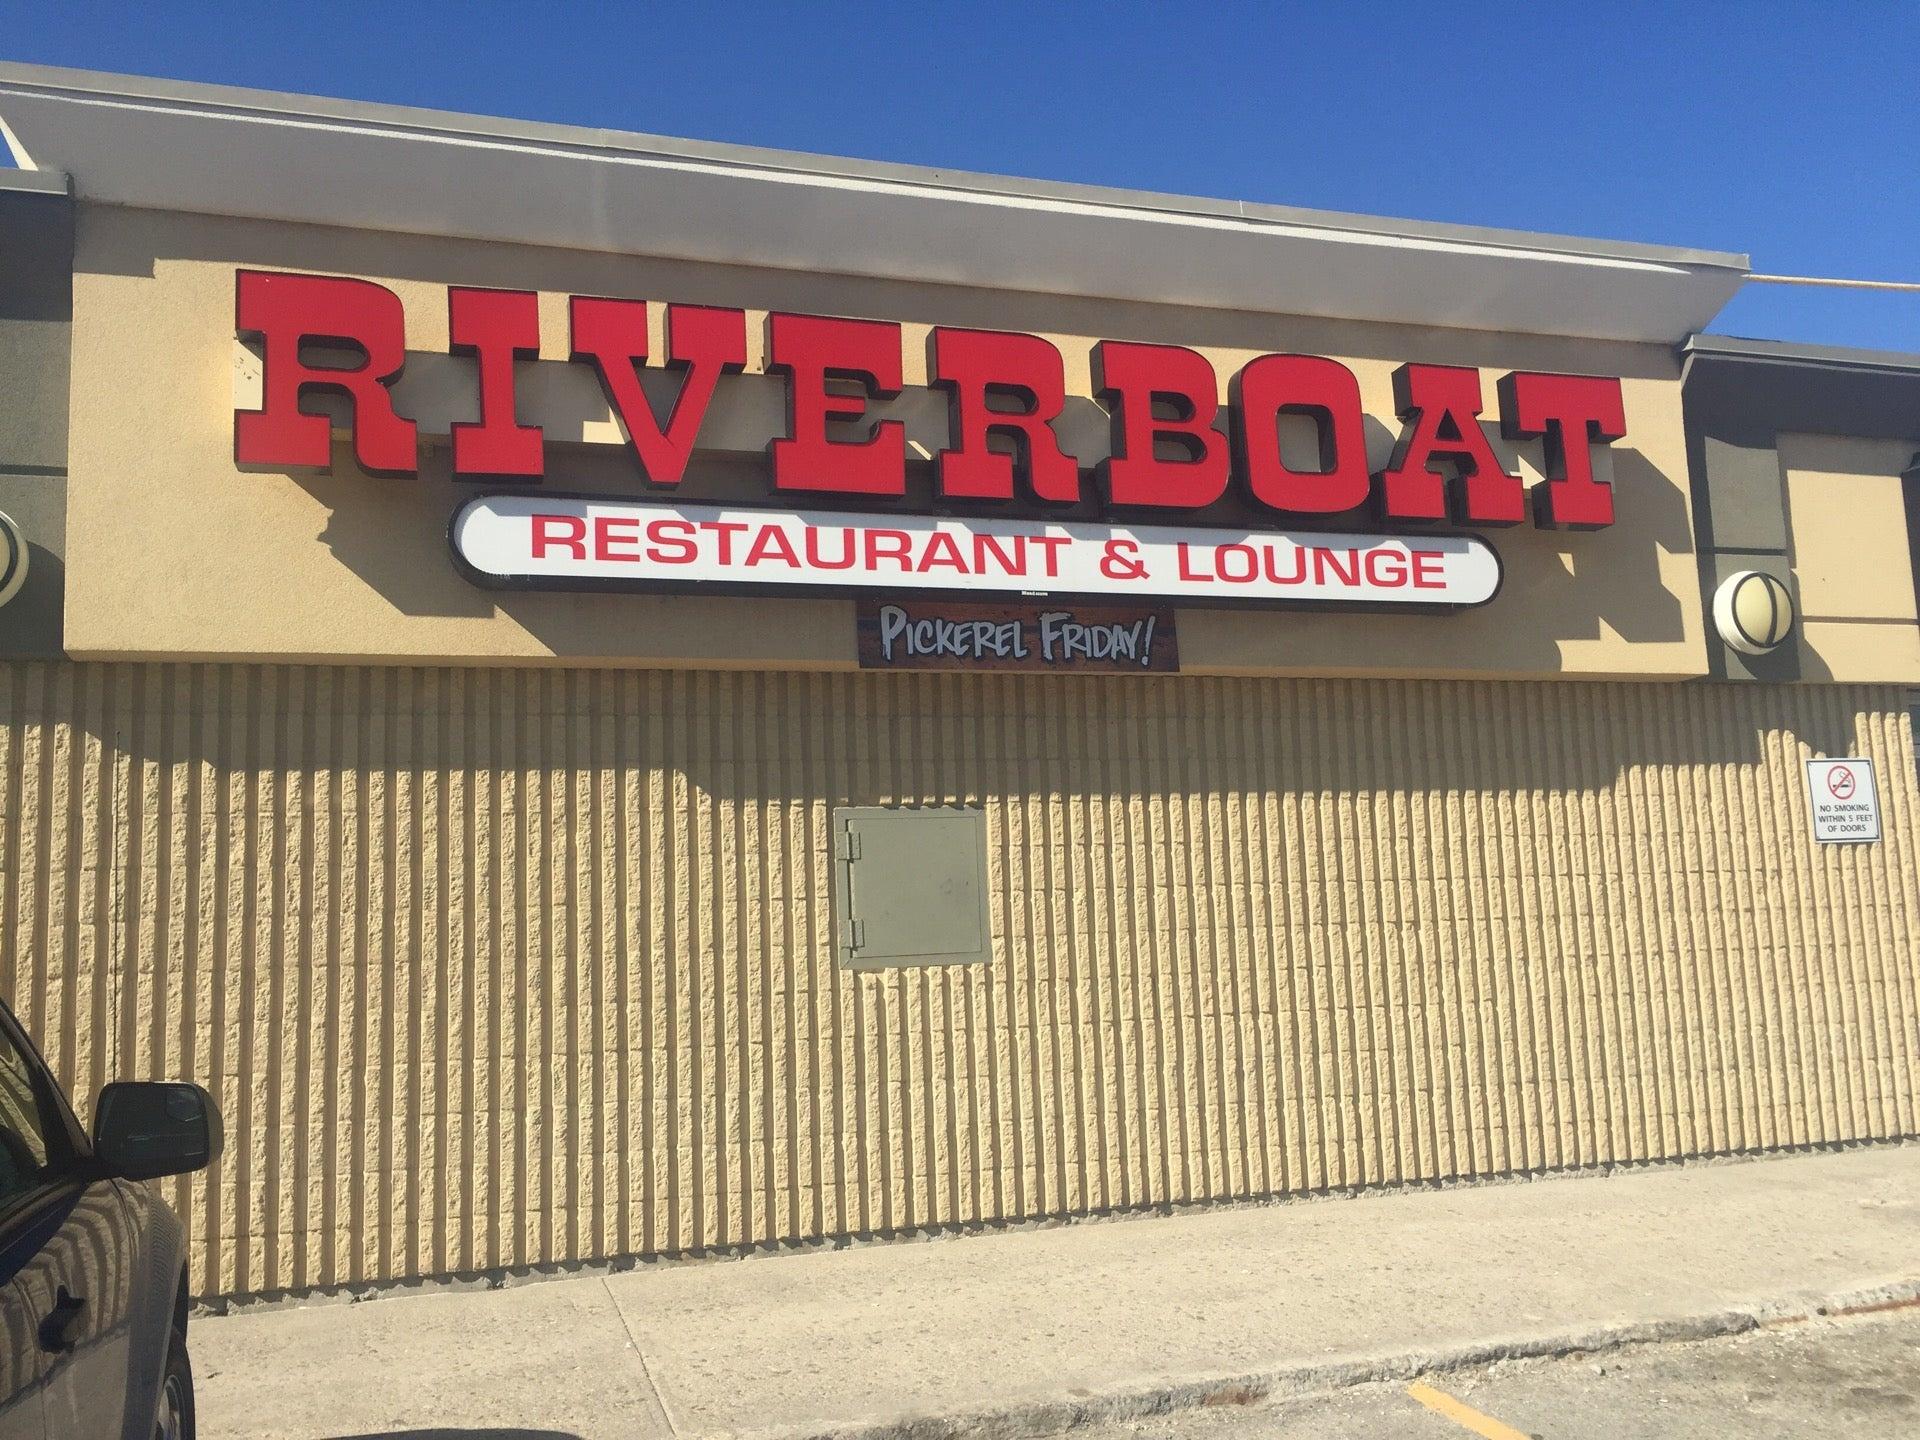 RIVERBOAT
RESTAURANT & LOUNGE
PICKEREL FRIDAY!
NO SMOKING
WITHIN 5 FEET
OF DOORS